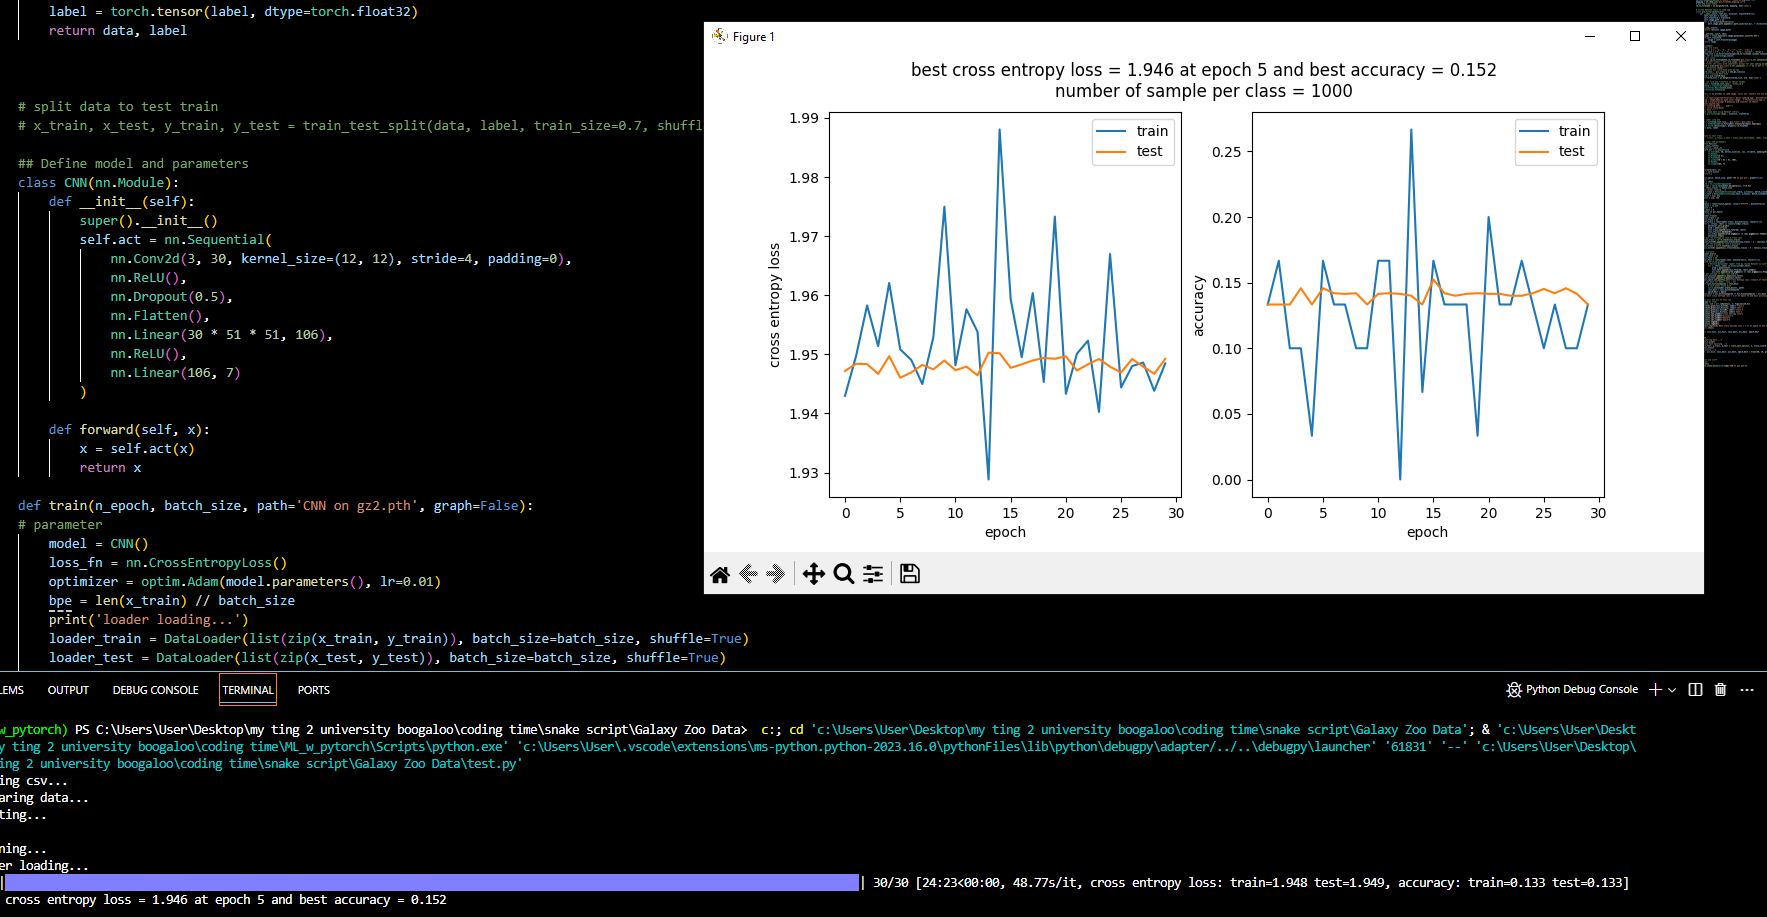 label = torch.tensor(label, dtype=torch.float32)
return data, label
# split data to test train
# x_train, x_test, y_train, y_test = train_test_split(data, label, train_size=0.7, shuffl
## Define model and parameters
class CNN(nn.Module):
def __init__(self):
super().__init__()
self.act = nn.Sequential(
nn.Conv2d(3, 30, kernel_size=(12, 12), stride=4, padding=0),
nn.ReLU(),
nn.Dropout(0.5),
nn.Flatten(),
nn.Linear(30 * 51 * 51, 106),
nn.ReLU(),
nn.Linear(106, 7)
)
def forward(self, x):
x = self.act(x)
return x
def train(n_epoch, batch_size, path='CNN on gz2.pth', graph=False):
# parameter
model = CNN()
loss_fn = nn.CrossEntropyLoss()
optimizer = optim.Adam(model.parameters(), lr=0.01)
bpe = len(x_train) // batch_size
print('loader loading...')
loader_train = DataLoader(list(zip(x_train, y_train)), batch_size=batch_size, shuffle=True)
loader_test = DataLoader(list(zip(x_test, y_test)), batch_size=batch_size, shuffle=True)
Figure 1
best cross entropy loss = 1.946 at epoch 5 and best accuracy = 0.152
number of sample per class = 1000
1.99
1.98
1.97
1.96
1.95
1.94
1.93
cross entropy loss
train
test
0 5 10 15 20 25 30
epoch
0.25
0.20
0.15
0.10
0.05
0.00
accuracy
train
test
0 5 10 15 20 25 30
epoch
LEMS OUTPUT DEBUG CONSOLE TERMINAL PORTS
Python Debug Console
w_pytorch) PS C:\Users\User\Desktop\my ting 2 university boogaloo\coding time\snake script\Galaxy Zoo Data> c:; cd 'c:\Users\User\Desktop\my ting 2 university boogaloo\coding time\snake script\Galaxy Zoo Data'; & 'c:\Users\User\Deskt
y ting 2 university boogaloo\coding time\ML_w_pytorch\Scripts\python.exe' 'c:\Users\User\.vscode\extensions\ms-python.python-2023.16.0\pythonFiles\lib\python\debugpy\adapter/../..\debugpy\launcher' '61831' '--' 'c:\Users\User\Desktop\
ing 2 university boogaloo\coding time\snake script\Galaxy Zoo Data\test.py'
ing csv...
aring data...
ting...
ning...
er loading...
| 30/30 [24:23<00:00, 48.77s/it, cross entropy loss: train=1.948 test=1.949, accuracy: train=0.133 test=0.133]
cross entropy loss = 1.946 at epoch 5 and best accuracy = 0.152